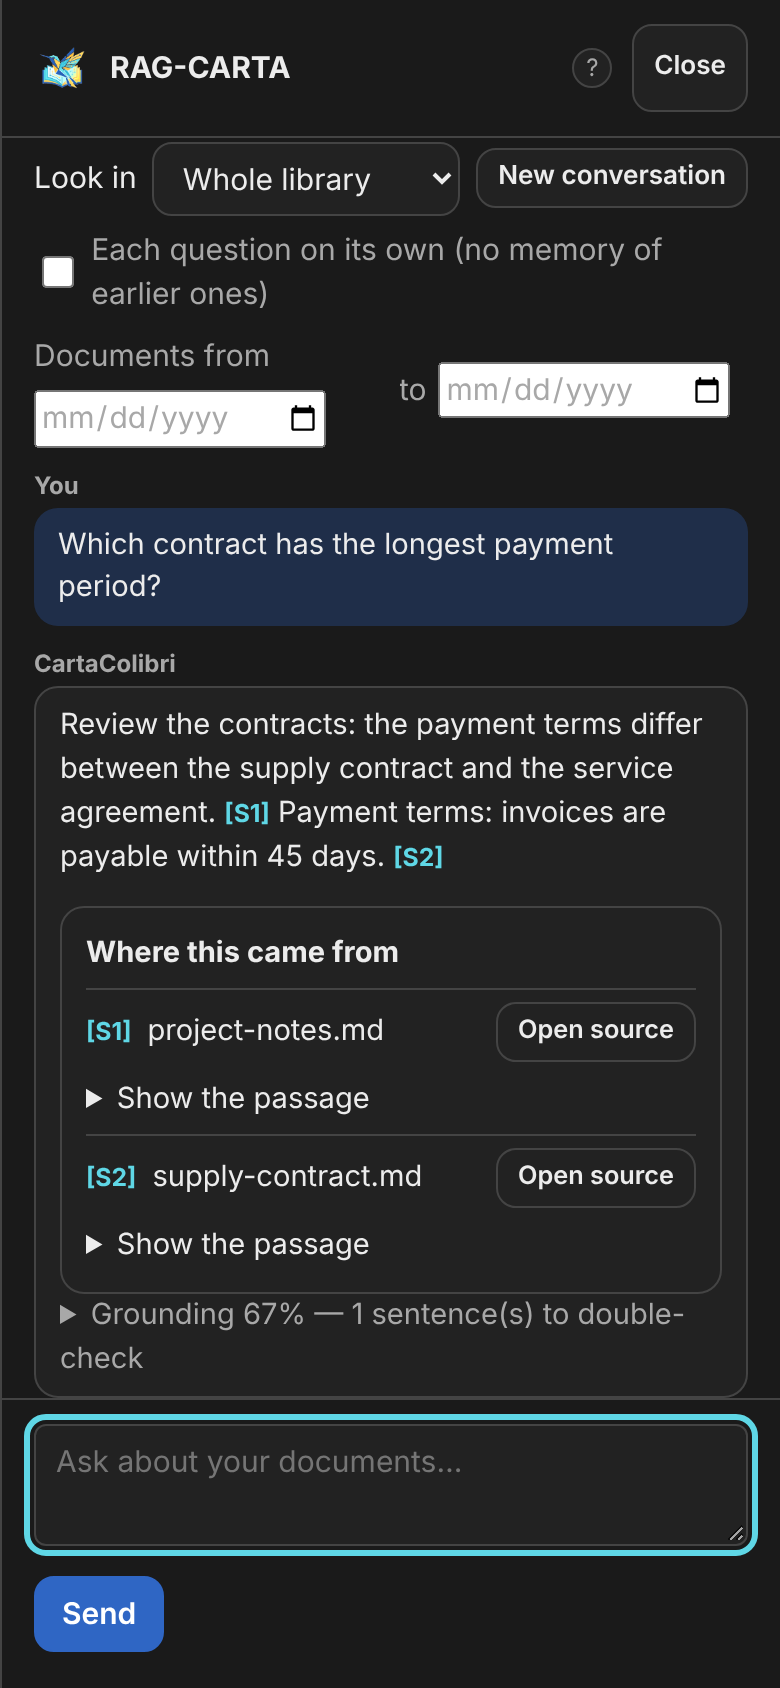 RAG-CARTA
?
Close
Look in
Whole library
New conversation
Each question on its own (no memory of
earlier ones)
Documents from
mm/dd/yyyy
to
mm/dd/yyyy
You
Which contract has the longest payment
period?
CartaColibri
Review the contracts: the payment terms differ
between the supply contract and the service
agreement. [S1] Payment terms: invoices are
payable within 45 days. [S2]
Where this came from
[S1] project-notes.md
Open source
Show the passage
[S2] supply-contract.md
Open source
Show the passage
Grounding 67% — 1 sentence(s) to double-
check
Ask about your documents...
Send